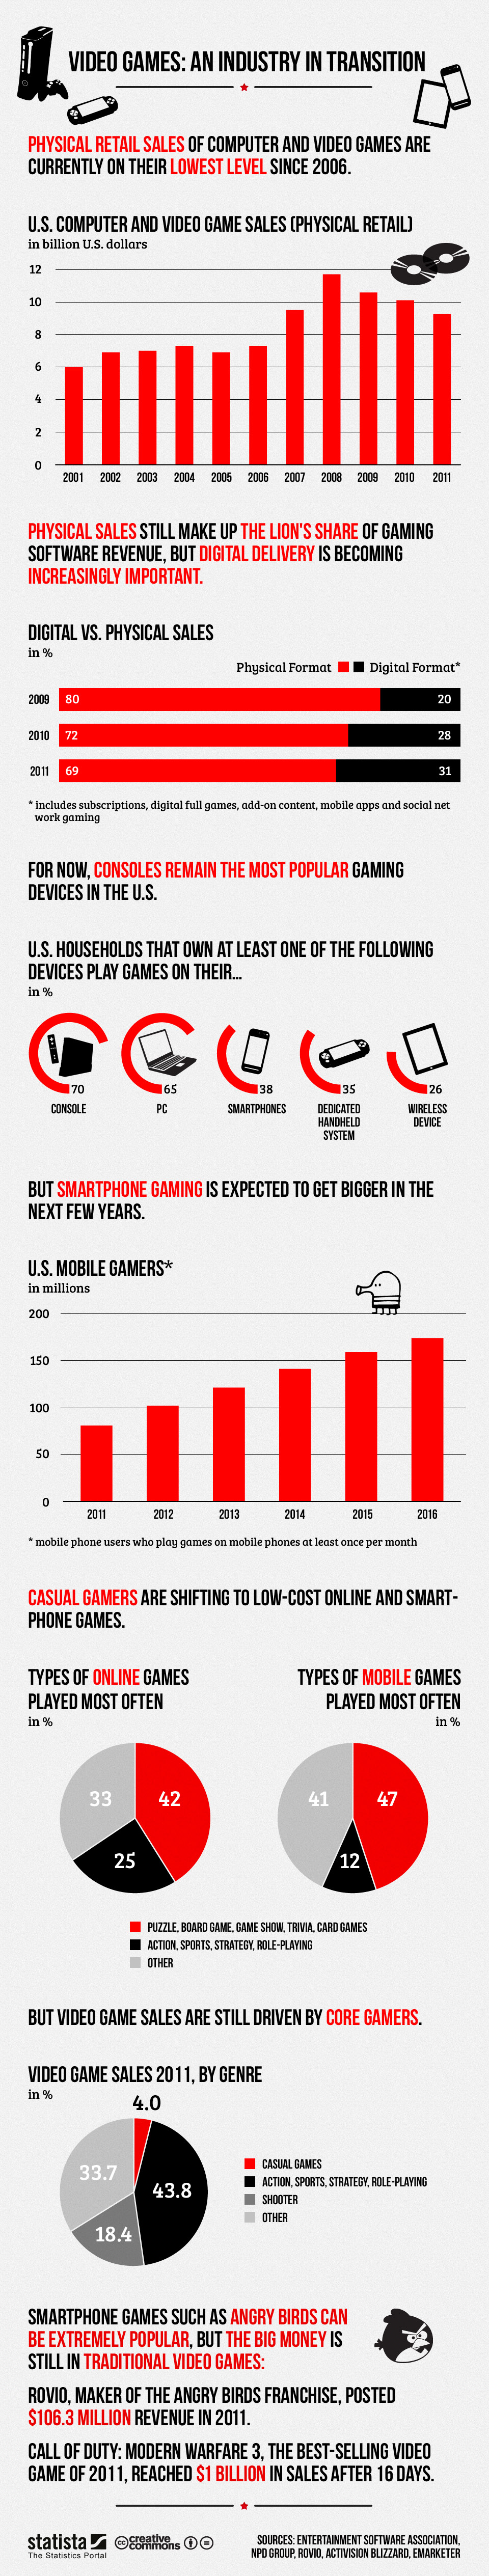 VIDEO GAMES: AN INDUSTRY IN TRANSITION
PHYSICAL RETAIL SALES OF COMPUTER AND VIDEO GAMES ARE
CURRENTLY ON THEIR LOWEST LEVEL SINCE 2006.
U.S. COMPUTER AND VIDEO GAME SALES (PHYSICAL RETAIL)
in billion U.S. dollars
12
10
8
6
4
2
0
2001 2002 2003 2004 2005 2006 2007 2008 2009 2010 2011
PHYSICAL SALES STILL MAKE UP THE LION'S SHARE OF GAMING
SOFTWARE REVENUE, BUT DIGITAL DELIVERY IS BECOMING
INCREASINGLY IMPORTANT.
DIGITAL VS. PHYSICAL SALES
in %
Physical Format Digital Format*
2009 80 20
2010 72 28
2011 69 31
* includes subscriptions, digital full games, add-on content, mobile apps and social net
work gaming
FOR NOW, CONSOLES REMAIN THE MOST POPULAR GAMING
DEVICES IN THE U.S.
U.S. HOUSEHOLDS THAT OWN AT LEAST ONE OF THE FOLLOWING
DEVICES PLAY GAMES ON THEIR...
in %
70 65 38 35 26
CONSOLE PC SMARTPHONES DEDICATED WIRELESS
HANDHELD DEVICE
SYSTEM
BUT SMARTPHONE GAMING IS EXPECTED TO GET BIGGER IN THE
NEXT FEW YEARS.
U.S. MOBILE GAMERS*
in millions
200
150
100
50
0
2011 2012 2013 2014 2015 2016
* mobile phone users who play games on mobile phones at least once per month
CASUAL GAMERS ARE SHIFTING TO LOW-COST ONLINE AND SMART-
PHONE GAMES.
TYPES OF ONLINE GAMES
PLAYED MOST OFTEN
in %
TYPES OF MOBILE GAMES
PLAYED MOST OFTEN
in %
33 42
25
41 47
12
PUZZLE, BOARD GAME, GAME SHOW, TRIVIA, CARD GAMES
ACTION, SPORTS, STRATEGY, ROLE-PLAYING
OTHER
BUT VIDEO GAME SALES ARE STILL DRIVEN BY CORE GAMERS.
VIDEO GAME SALES 2011, BY GENRE
in %
4.0
33.7
43.8
18.4
CASUAL GAMES
ACTION, SPORTS, STRATEGY, ROLE-PLAYING
SHOOTER
OTHER
SMARTPHONE GAMES SUCH AS ANGRY BIRDS CAN
BE EXTREMELY POPULAR, BUT THE BIG MONEY IS
STILL IN TRADITIONAL VIDEO GAMES:
ROVIO, MAKER OF THE ANGRY BIRDS FRANCHISE, POSTED
$106.3 MILLION REVENUE IN 2011.
CALL OF DUTY: MODERN WARFARE 3, THE BEST-SELLING VIDEO
GAME OF 2011, REACHED $1 BILLION IN SALES AFTER 16 DAYS.
statista
The Statistics Portal
cc creative
commons
SOURCES: ENTERTAINMENT SOFTWARE ASSOCIATION,
NPD GROUP, ROVIO, ACTIVISION BLIZZARD, EMARKETER